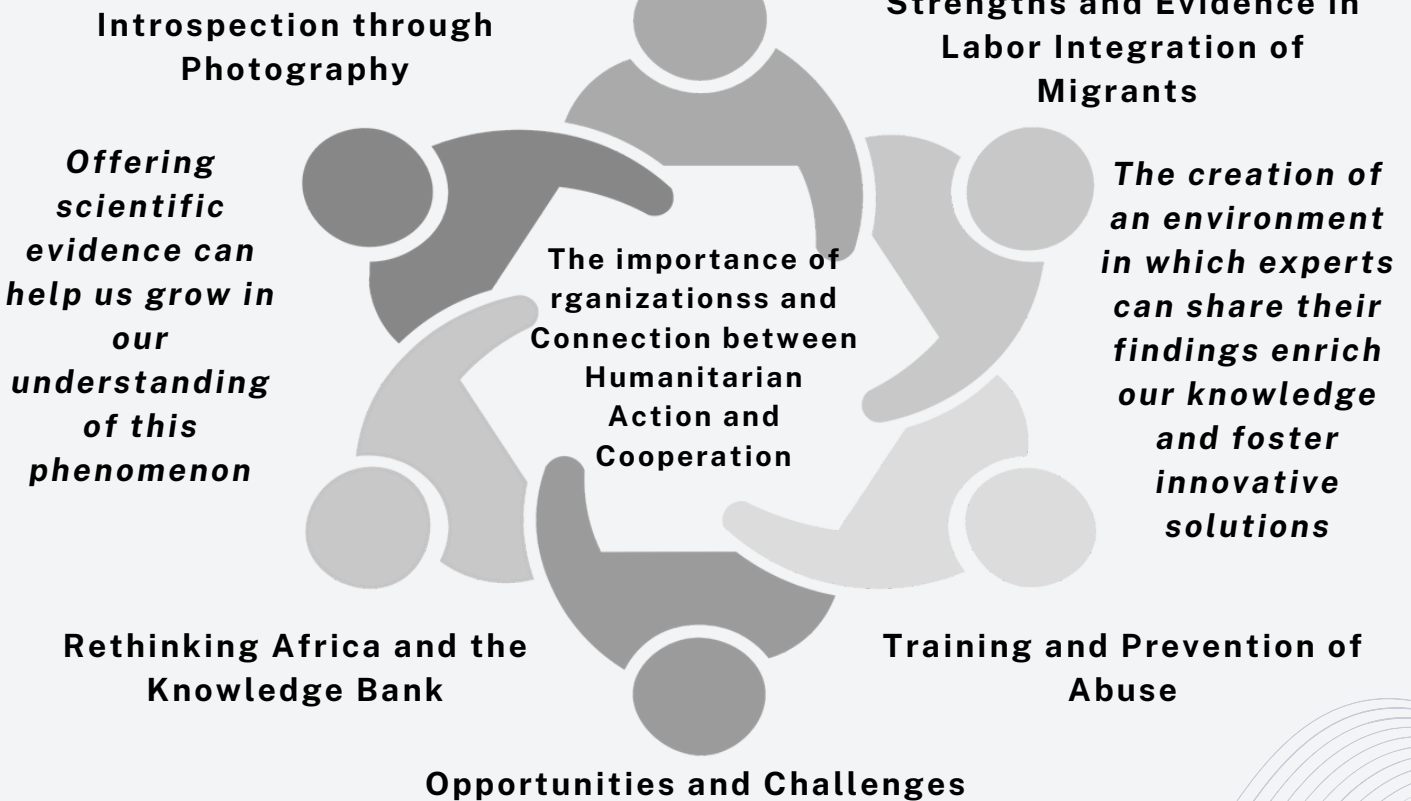 Introspection through
Photography
Strengths and Evidence in
Labor Integration of
Migrants
Offering
scientific
evidence can
help us grow in
our
understanding
of this
phenomenon
The importance of
rganizationss and
Connection between
Humanitarian
Action and
Cooperation
The creation of
an environment
in which experts
can share their
findings enrich
our knowledge
and foster
innovative
solutions
Rethinking Africa and the
Knowledge Bank
Training and Prevention of
Abuse
Opportunities and Challenges